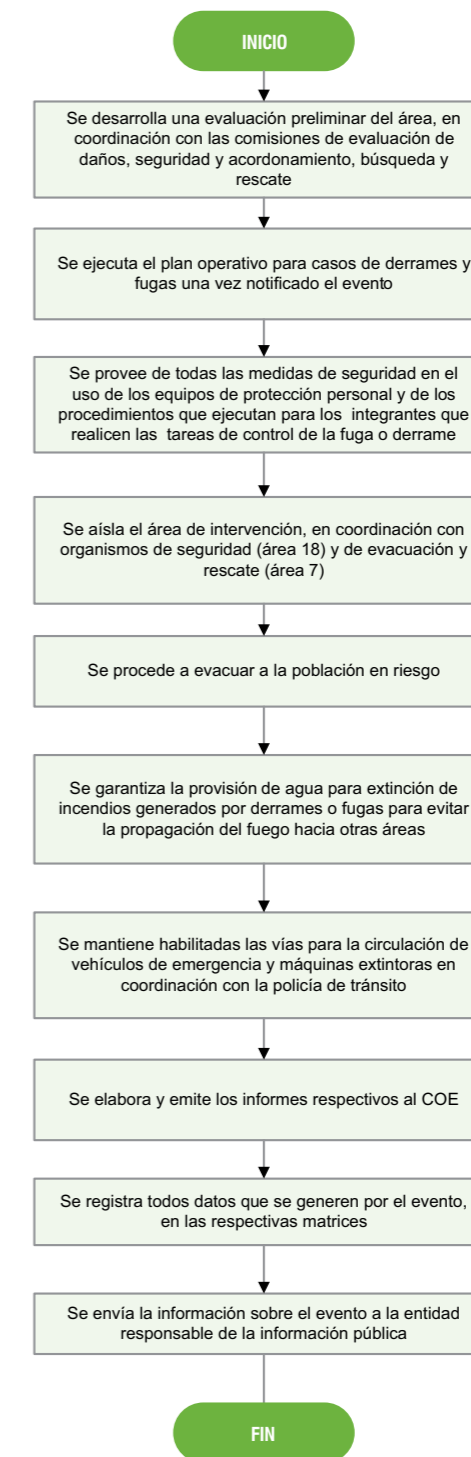 INICIO
Se desarrolla una evaluación preliminar del área, en
coordinación con las comisiones de evaluación de
daños, seguridad y acordonamiento, búsqueda y
rescate
Se ejecuta el plan operativo para casos de derrames y
fugas una vez notificado el evento
Se provee de todas las medidas de seguridad en el
uso de los equipos de protección personal y de los
procedimientos que ejecutan para los integrantes que
realicen las tareas de control de la fuga o derrame
Se aísla el área de intervención, en coordinación con
organismos de seguridad (área 18) y de evacuación y
rescate (área 7)
Se procede a evacuar a la población en riesgo
Se garantiza la provisión de agua para extinción de
incendios generados por derrames o fugas para evitar
la propagación del fuego hacia otras áreas
Se mantiene habilitadas las vías para la circulación de
vehículos de emergencia y máquinas extintoras en
coordinación con la policía de tránsito
Se elabora y emite los informes respectivos al COE
Se registra todos datos que se generen por el evento,
en las respectivas matrices
Se envía la información sobre el evento a la entidad
responsable de la información pública
FIN